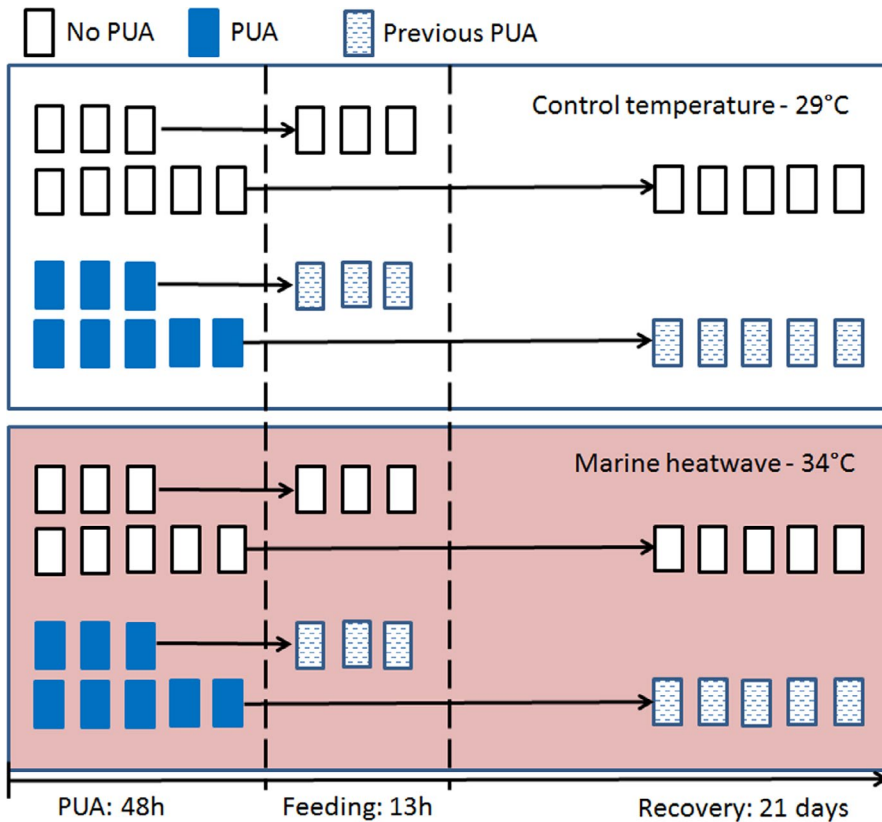 No PUA PUA Previous PUA
Control temperature - 29°C
Marine heatwave - 34°C
PUA: 48h Feeding: 13h Recovery: 21 days